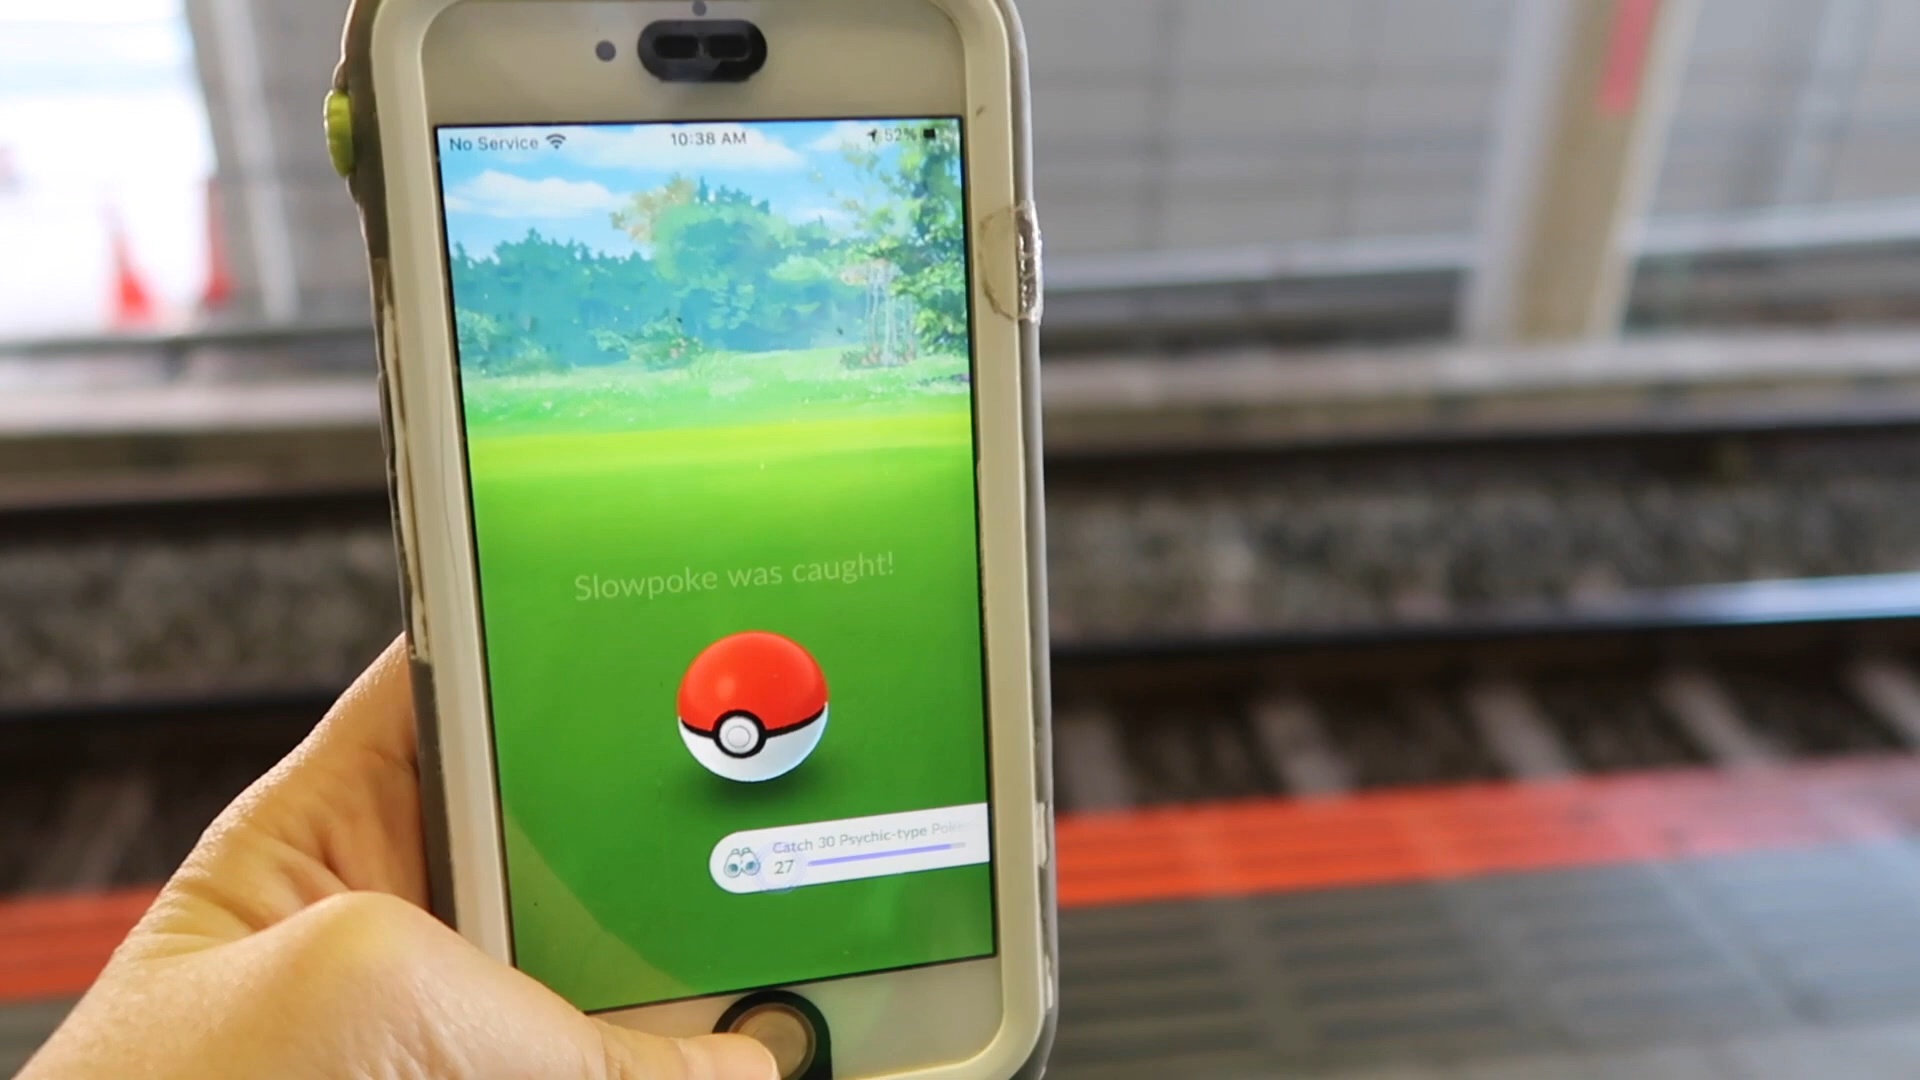 No Service
10:38 AM
52%
Slowpoke was caught!
Catch 30 Psychic-type
27